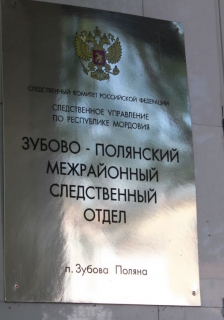 СЛЕДСТВЕННЫЙ КОМИТЕТ РОССИЙСКОЙ ФЕДЕРАЦИИ
СЛЕДСТВЕННОЕ УПРАВЛЕНИЕ
ПО РЕСПУБЛИКЕ МОРДОВИЯ
ЗУБОВО - ПОЛЯНСКИЙ
МЕЖРАЙОННЫЙ
СЛЕДСТВЕННЫЙ
ОТДЕЛ
п. Зубова Поляна